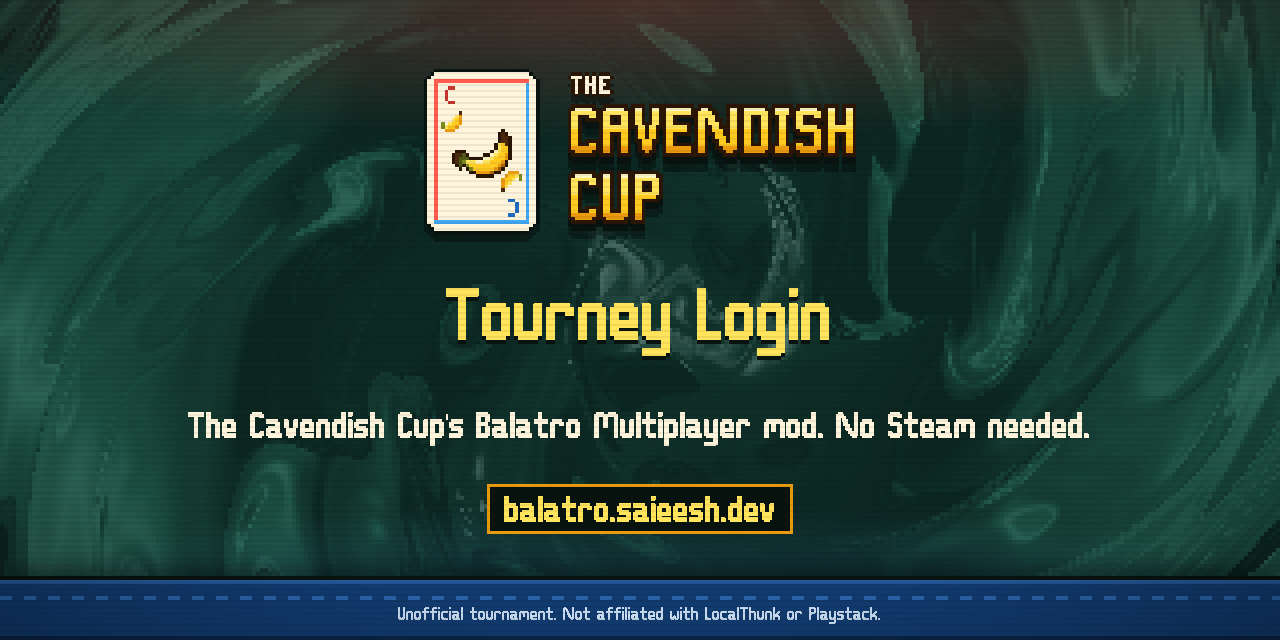 C
THE
CAVENDISH
CUP
C
Tourney Login
The Cavendish Cup's Balatro Multiplayer mod. No Steam needed.
balatro.saieesh.dev
Unofficial tournament. Not affiliated with LocalThunk or Playstack.